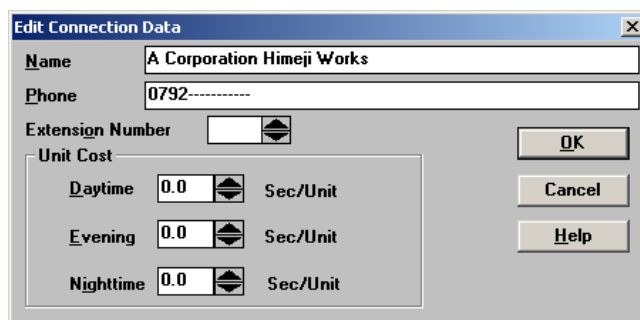 Edit Connection Data
Name A Corporation Himeji Works
Phone 0792-----------
Extension Number
OK
Unit Cost
Daytime 0.0 Sec/Unit
Cancel
Evening 0.0 Sec/Unit
Help
Nighttime 0.0 Sec/Unit